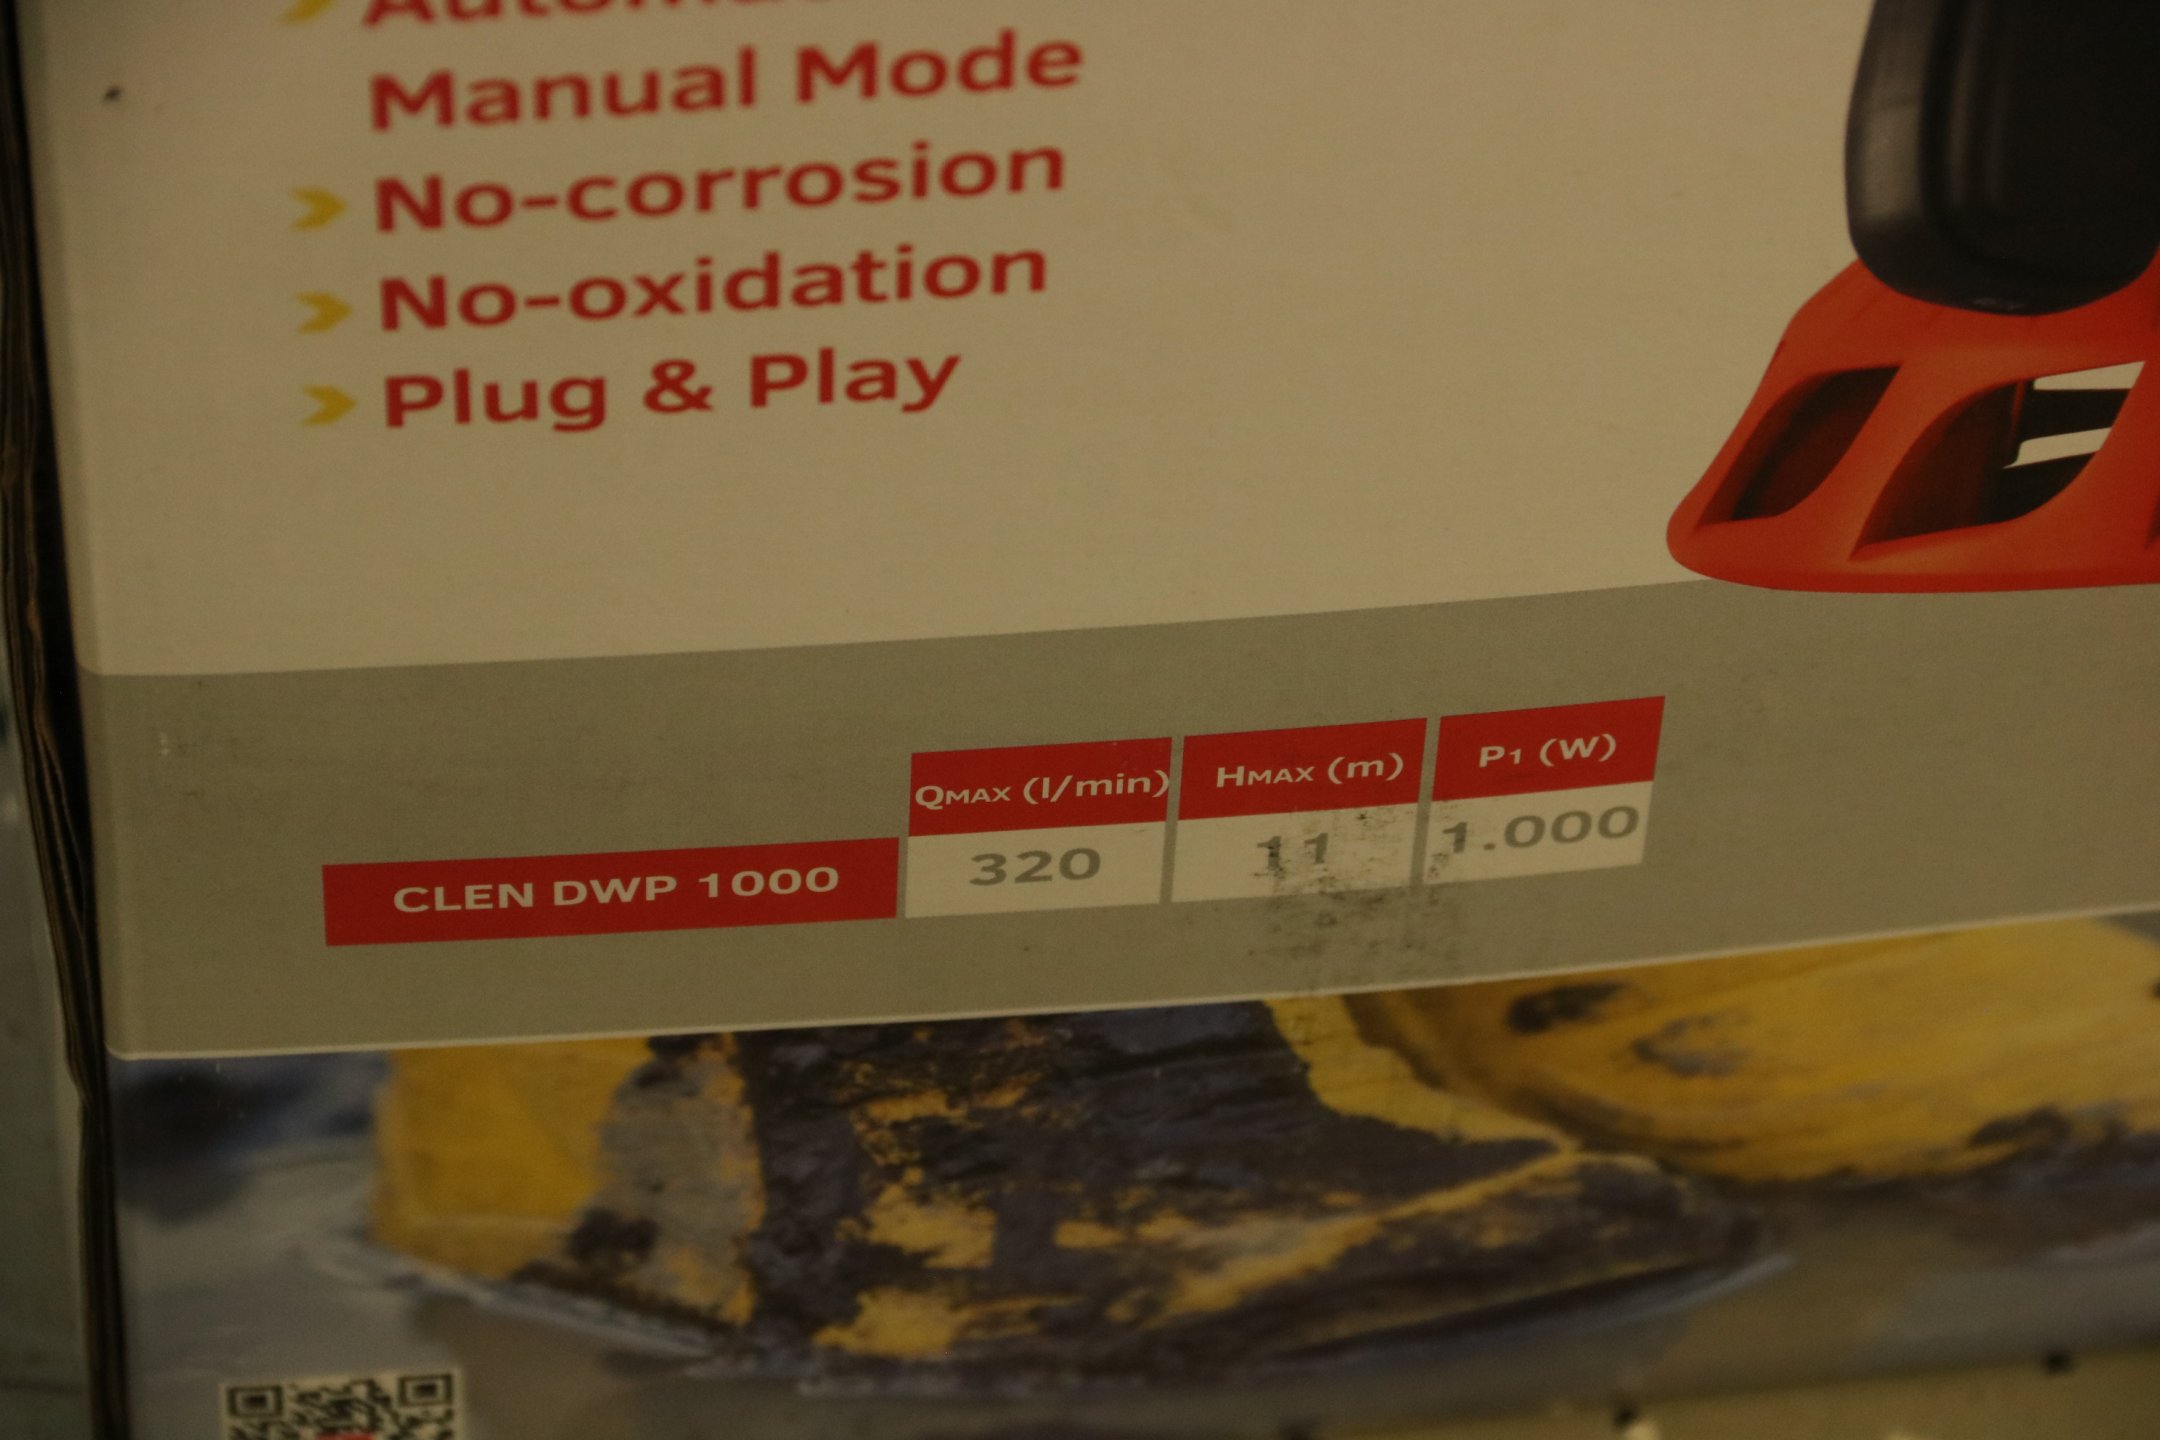 Manual Mode
No-corrosion
No-oxidation
Plug & Play
QMAX (l/min) HMAX (m) P1 (W)
CLEN DWP 1000 320 11 1.000